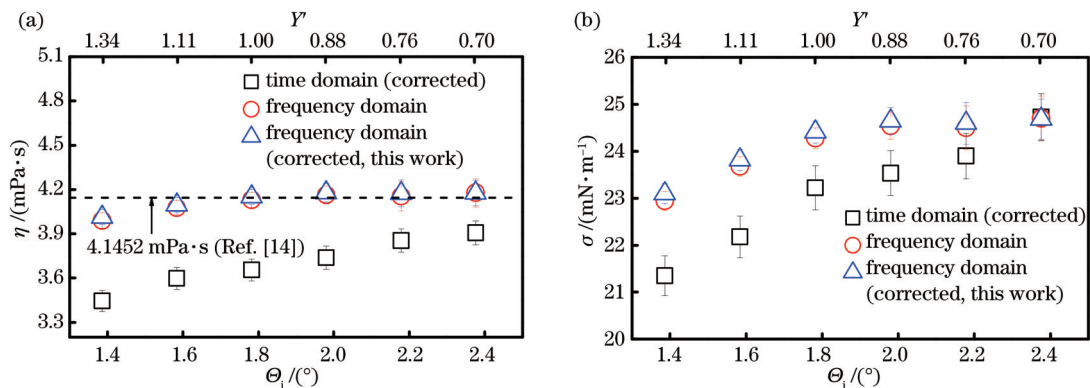 (a)
Y′
1.34 1.11 1.00 0.88 0.76 0.70
5.1
4.8
4.5
4.2
3.9
3.6
3.3
η /(mPa·s)
time domain (corrected)
frequency domain
frequency domain
(corrected, this work)
4.1452 mPa·s (Ref. [14])
1.4 1.6 1.8 2.0 2.2 2.4
Θi /(°)
(b)
Y′
1.34 1.11 1.00 0.88 0.76 0.70
26
25
24
23
22
21
20
σ /(mN·m⁻¹)
time domain (corrected)
frequency domain
frequency domain
(corrected, this work)
1.4 1.6 1.8 2.0 2.2 2.4
Θi /(°)